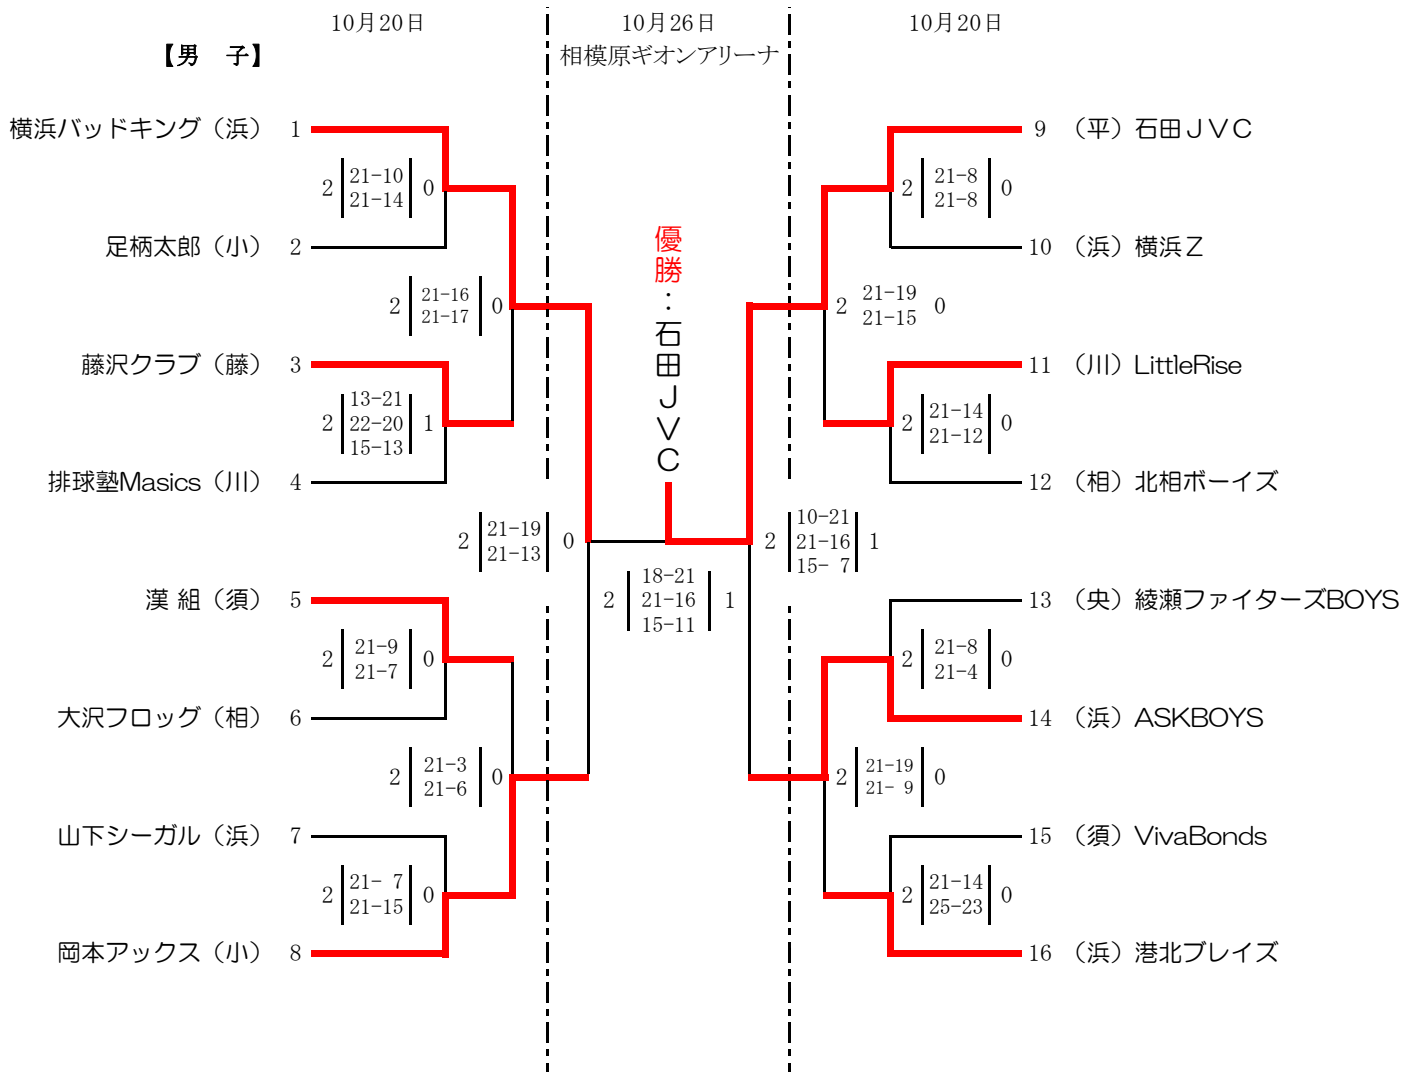 10月20日
10月26日
10月20日
【男　子】
相模原ギオンアリーナ
横浜バッドキング（浜） 1
9 （平）石田ＪＶＣ
2 21-10 0
21-14
2 21-8 0
21-8
足柄太郎（小） 2
10 （浜）横浜Ｚ
優勝：石田ＪＶＣ
2 21-16 0
21-17
2 21-19 0
21-15
藤沢クラブ（藤） 3
11 （川）LittleRise
13-21
2 22-20 1
15-13
2 21-14 0
21-12
排球塾Masics（川） 4
12 （相）北相ボーイズ
2 21-19 0
21-13
10-21
2 21-16 1
15- 7
18-21
2 21-16 1
15-11
漢 組（須） 5
13 （央）綾瀬ファイターズBOYS
2 21-9 0
21-7
2 21-8 0
21-4
大沢フロッグ（相） 6
14 （浜）ASKBOYS
2 21-3 0
21-6
2 21-19 0
21- 9
山下シーガル（浜） 7
15 （須）VivaBonds
2 21- 7 0
21-15
2 21-14 0
25-23
岡本アックス（小） 8
16 （浜）港北ブレイズ